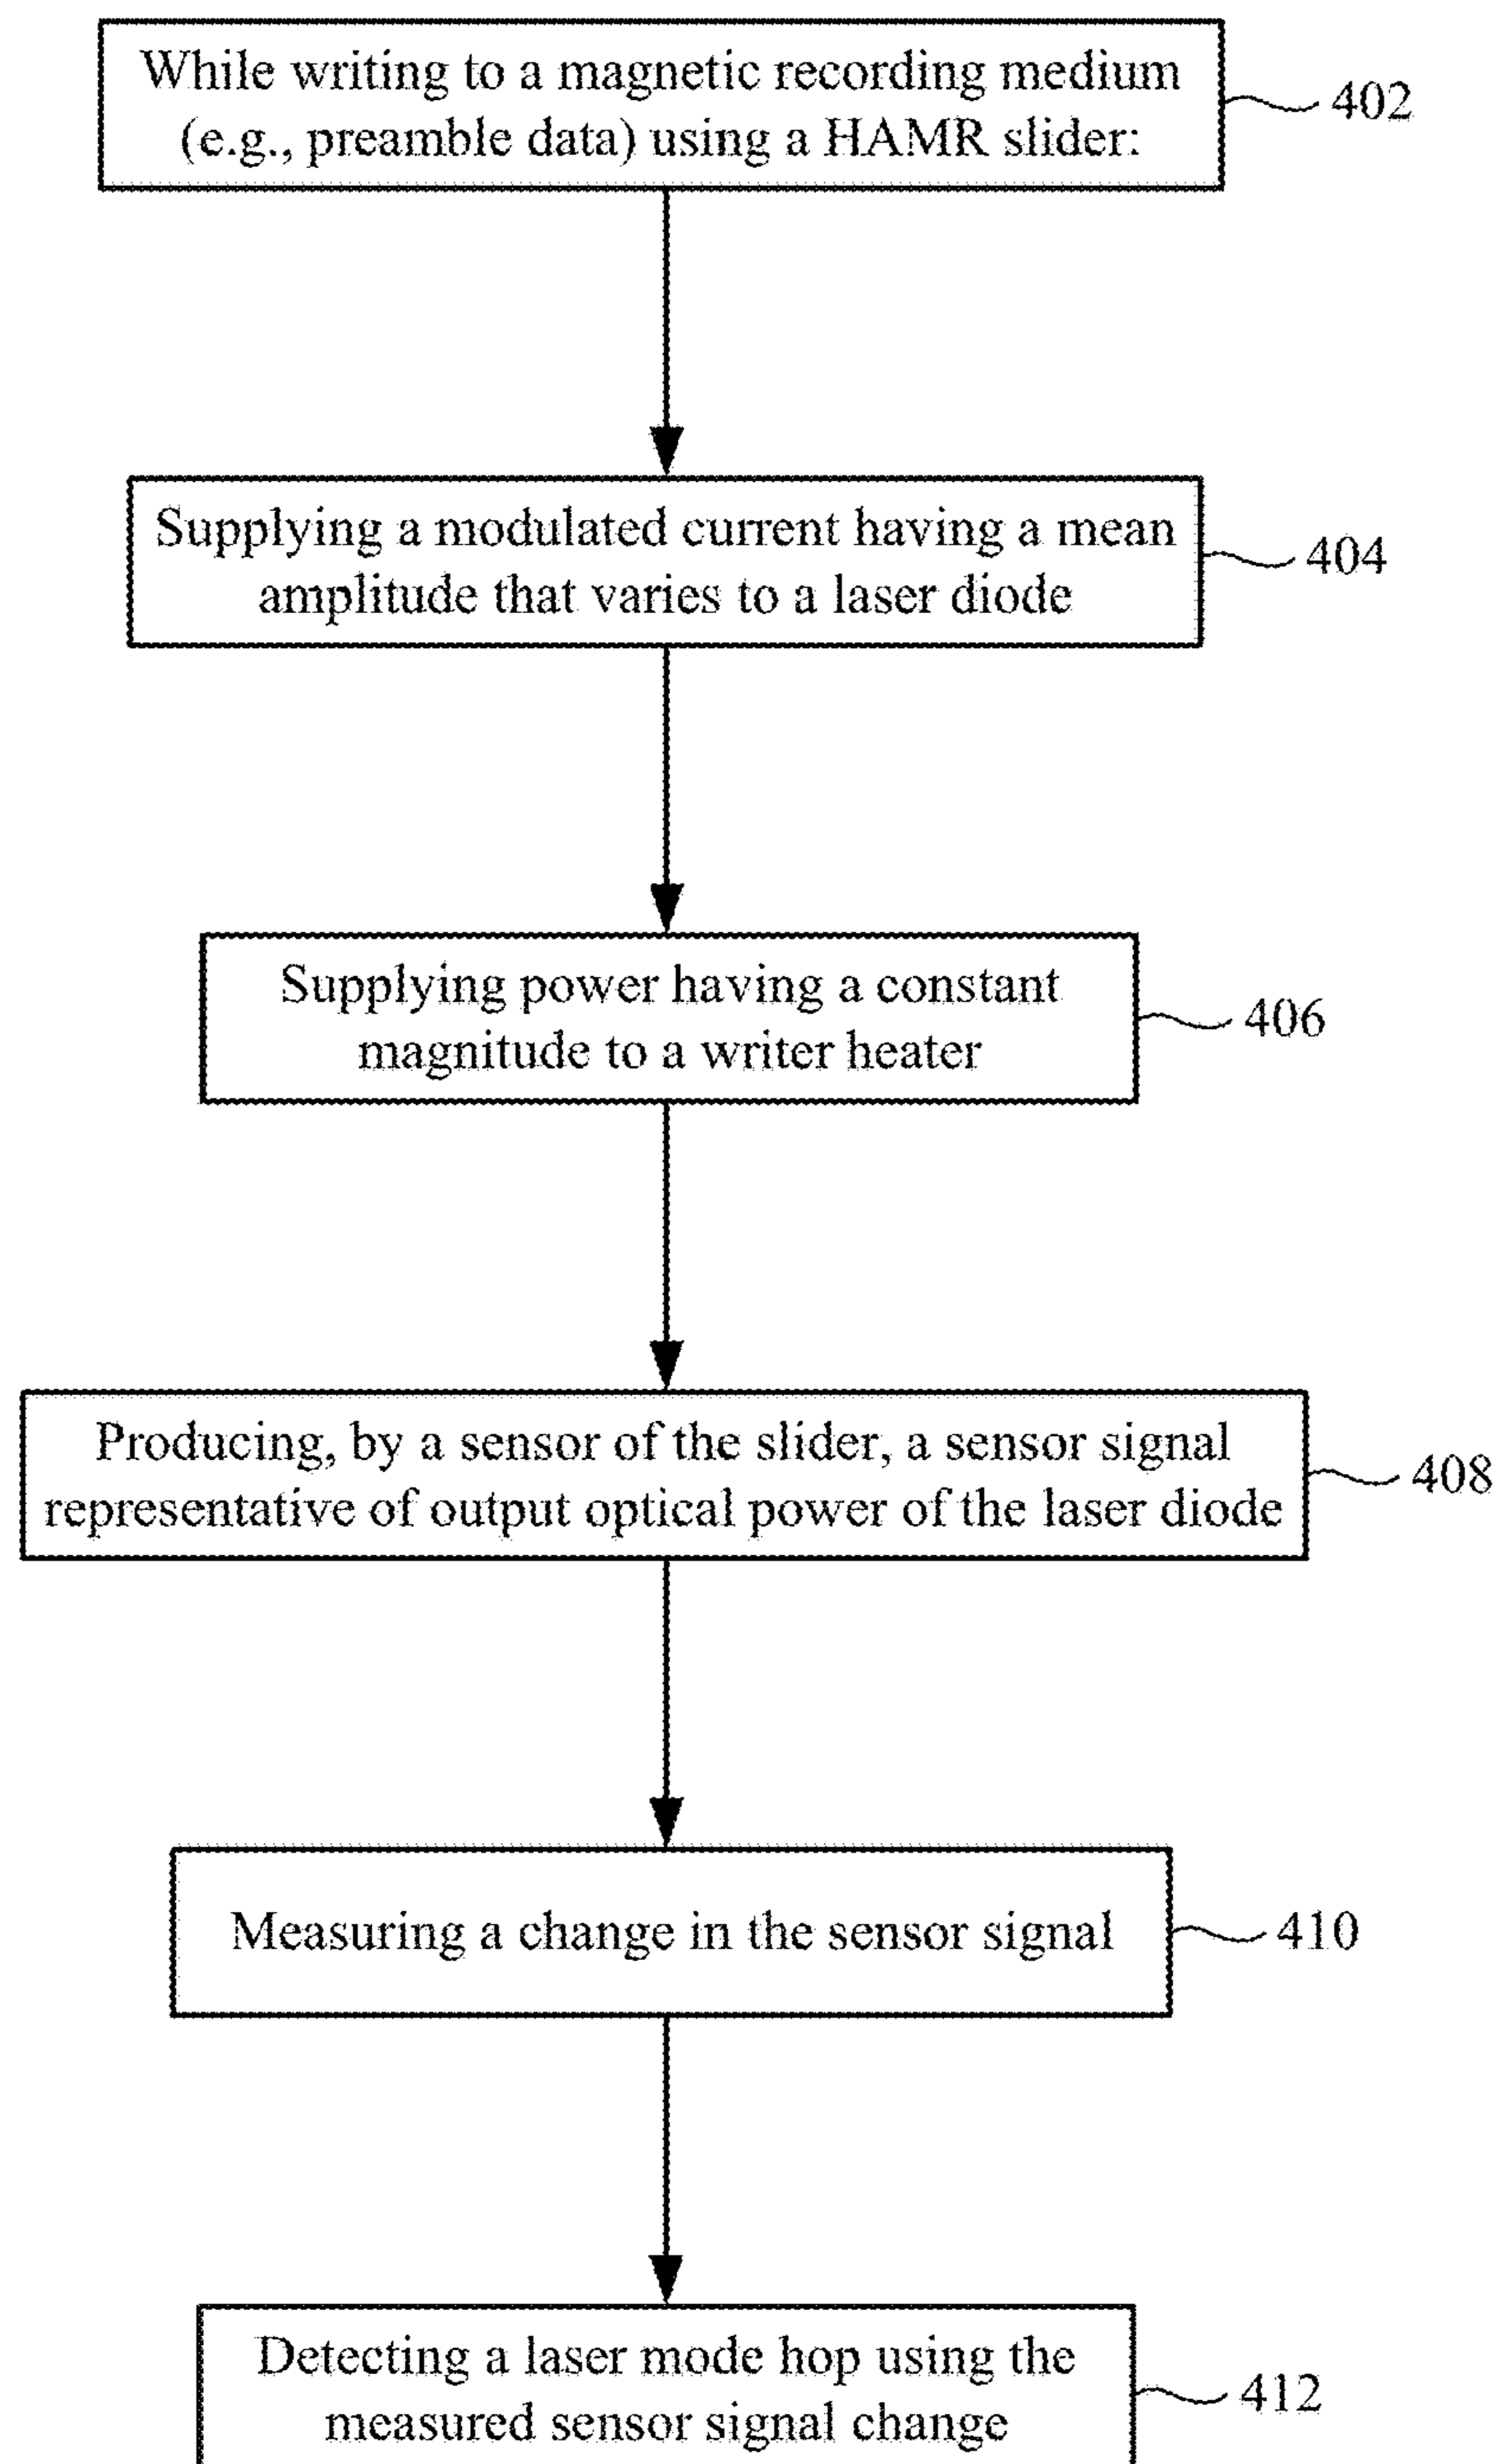 While writing to a magnetic recording medium
(e.g., preamble data) using a HAMR slider:
402
Supplying a modulated current having a mean
amplitude that varies to a laser diode
404
Supplying power having a constant
magnitude to a writer heater
406
Producing, by a sensor of the slider, a sensor signal
representative of output optical power of the laser diode
408
Measuring a change in the sensor signal
410
Detecting a laser mode hop using the
measured sensor signal change
412